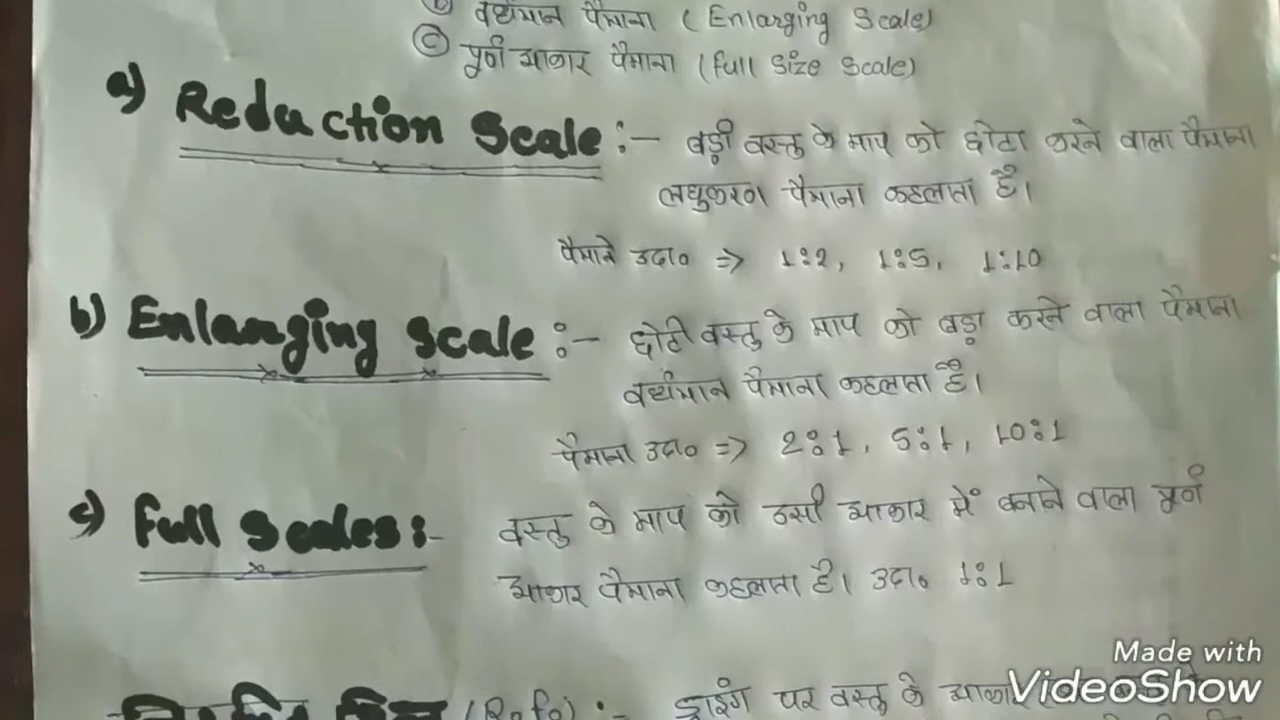 b वर्धमान पैमाना (Enlarging Scale)
c पूर्ण आकार पैमाना (Full Size Scale)
a) Reduction Scale :- बड़ी वस्तु के माप को छोटा करने वाला पैमाना
लघुकरण पैमाना कहलाता है।
पैमाने उदा० => 1:2, 1:5, 1:10
b) Enlarging Scale :- छोटी वस्तु के माप को बड़ा करने वाला पैमाना
वर्धमान पैमाना कहलाता है।
पैमाना उदा० => 2:1, 5:1, 10:1
c) Full Scales :- वस्तु के माप को उसी आकार में बनाने वाला पूर्ण
आकार पैमाना कहलाता है। उदा० 1:1
(R.f.) :- ड्राइंग पर वस्तु के
Made with
VideoShow